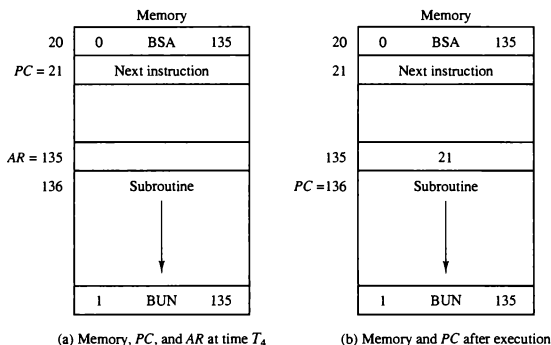 Memory
20 0 BSA 135
PC = 21 Next instruction
AR = 135
136 Subroutine
1 BUN 135
(a) Memory, PC, and AR at time T4
Memory
20 0 BSA 135
21 Next instruction
135 21
PC = 136 Subroutine
1 BUN 135
(b) Memory and PC after execution